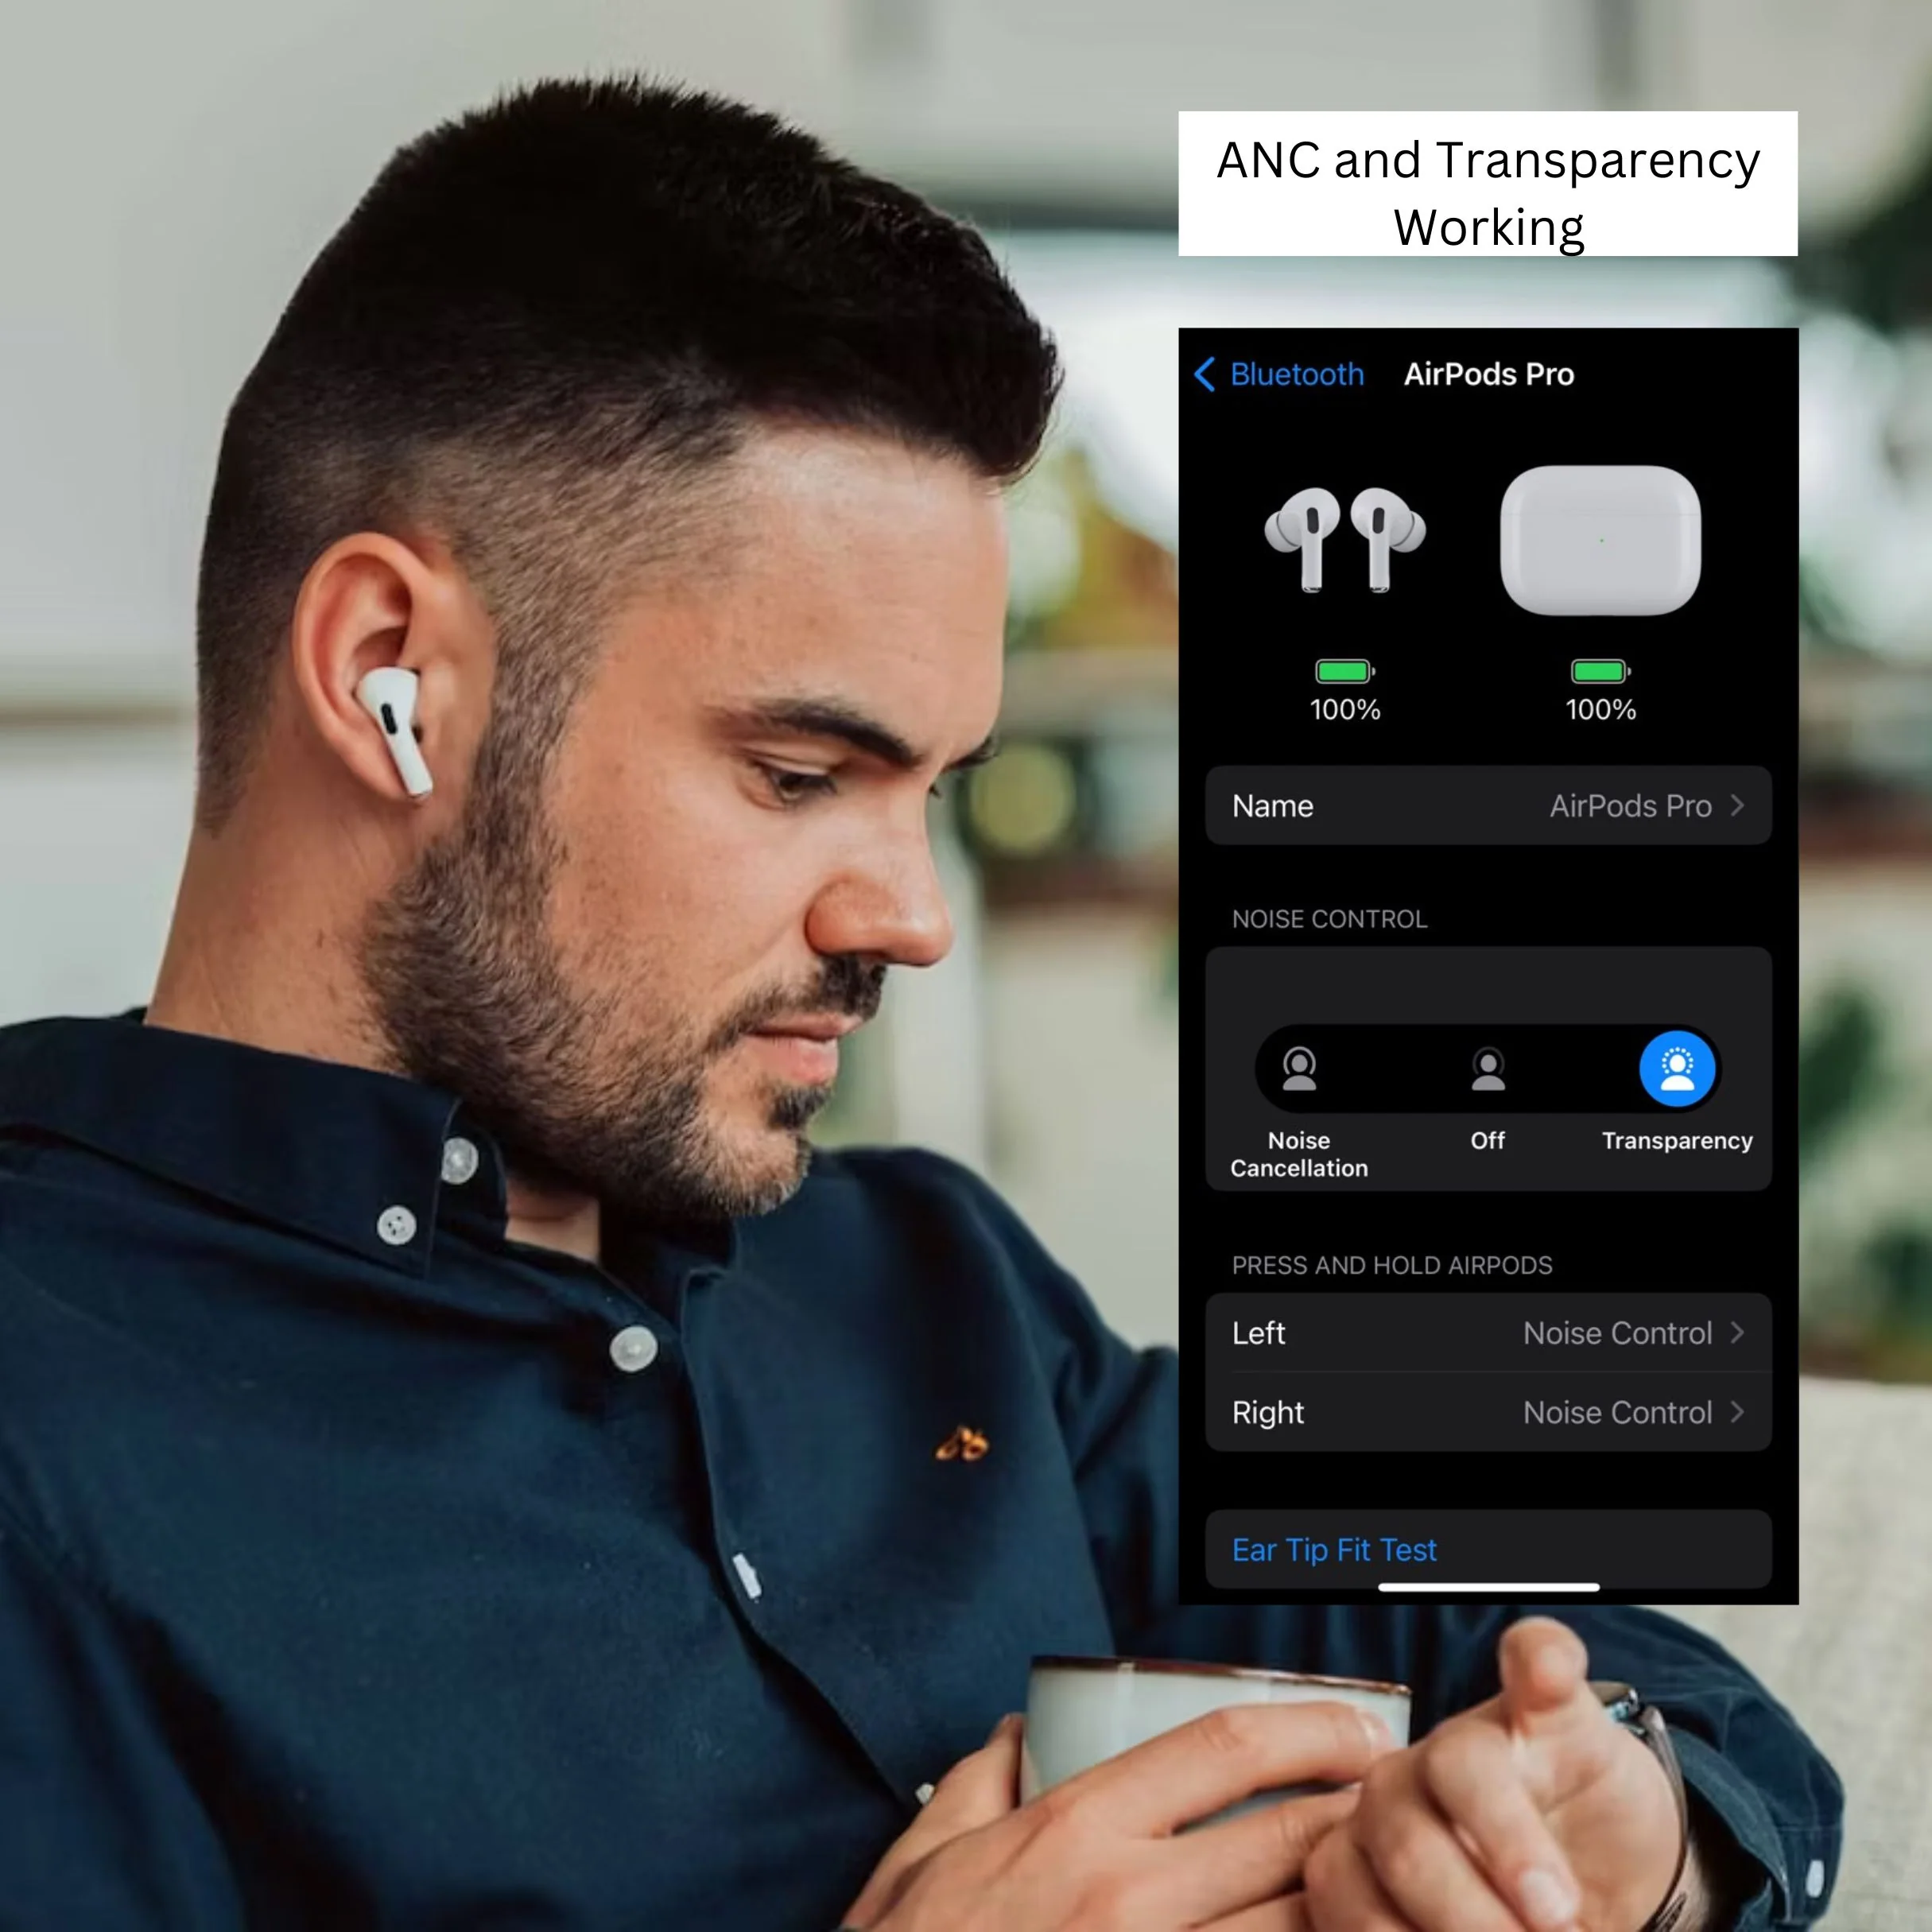 ANC and Transparency
Working
Bluetooth AirPods Pro
100% 100%
Name AirPods Pro
NOISE CONTROL
Noise
Cancellation
Off
Transparency
PRESS AND HOLD AIRPODS
Left Noise Control
Right Noise Control
Ear Tip Fit Test